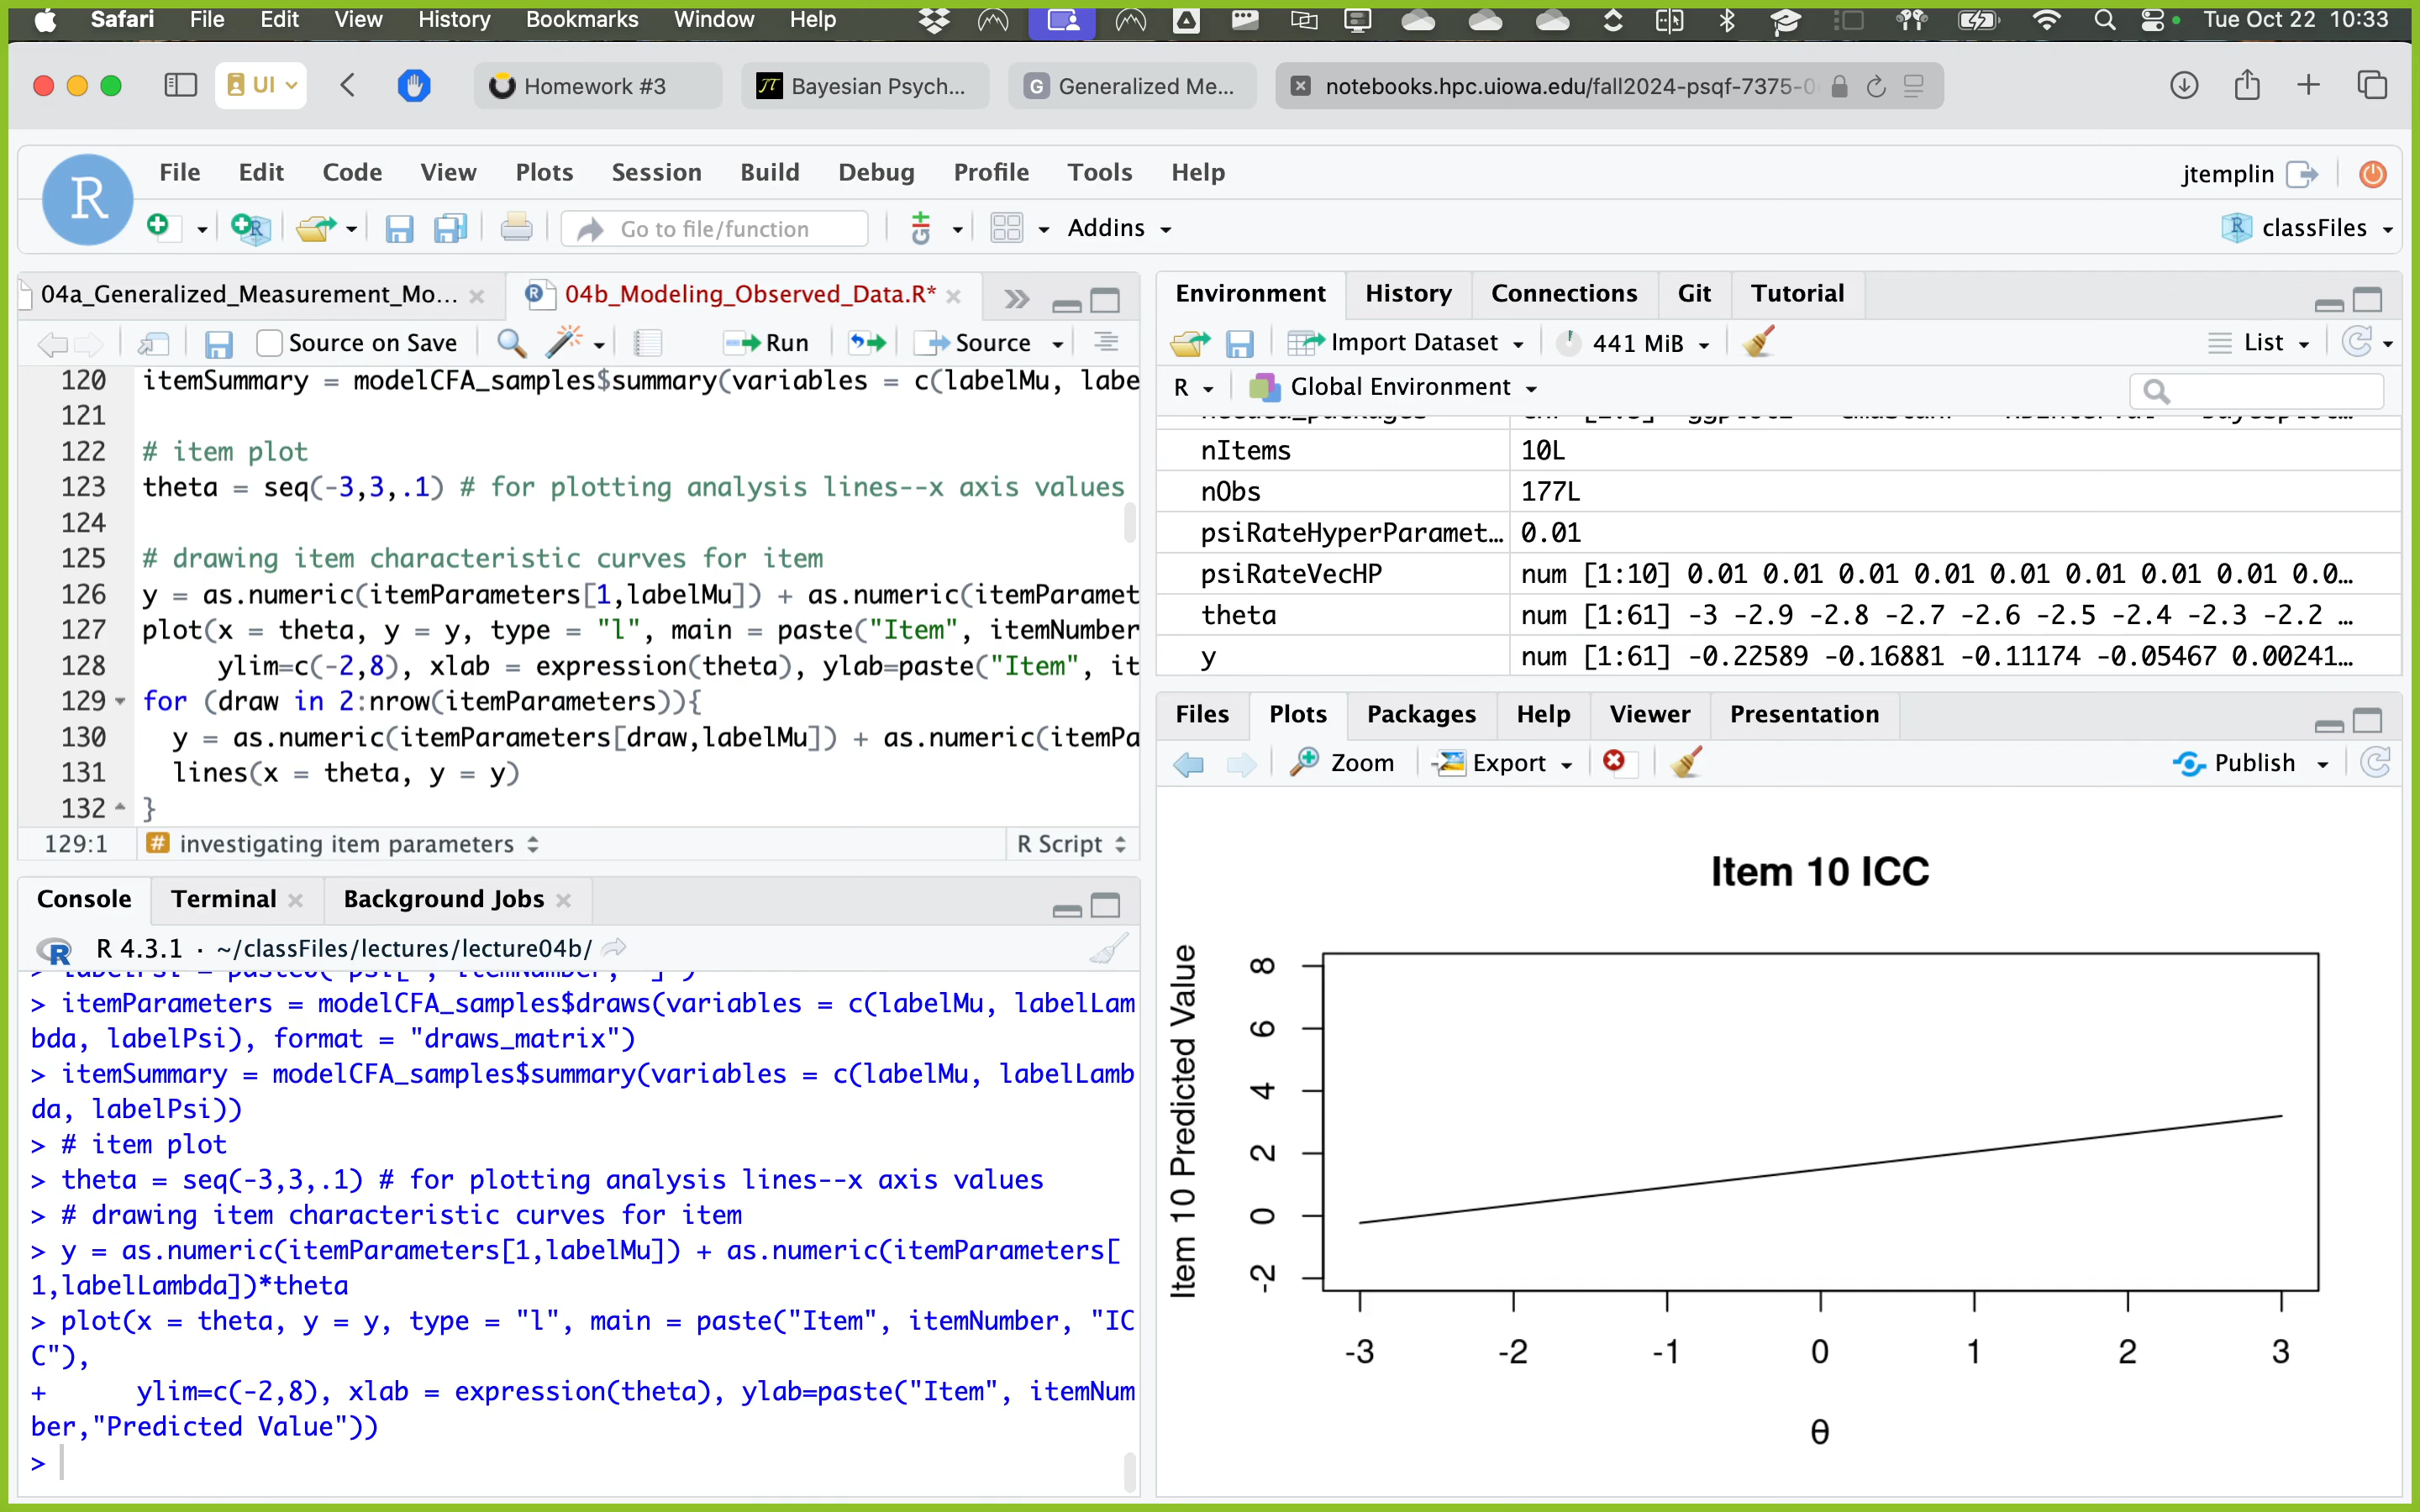 Safari File Edit View History Bookmarks Window Help Tue Oct 22 10:33
UI Homework #3 Bayesian Psych... Generalized Me... notebooks.hpc.uiowa.edu/fall2024-psqf-7375-0
R File Edit Code View Plots Session Build Debug Profile Tools Help jtemplin
Go to file/function Addins classFiles
04a_Generalized_Measurement_Mo... 04b_Modeling_Observed_Data.R*
Source on Save Run Source
120 itemSummary = modelCFA_samples$summary(variables = c(labelMu, labe
121
122 # item plot
123 theta = seq(-3,3,.1) # for plotting analysis lines--x axis values
124
125 # drawing item characteristic curves for item
126 y = as.numeric(itemParameters[1,labelMu]) + as.numeric(itemParamet
127 plot(x = theta, y = y, type = "l", main = paste("Item", itemNumber
128 ylim=c(-2,8), xlab = expression(theta), ylab=paste("Item", it
129 for (draw in 2:nrow(itemParameters)){
130 y = as.numeric(itemParameters[draw,labelMu]) + as.numeric(itemPa
131 lines(x = theta, y = y)
132 }
129:1 # investigating item parameters R Script
Console Terminal Background Jobs
R R 4.3.1 · ~/classFiles/lectures/lecture04b/
> itemParameters = modelCFA_samples$draws(variables = c(labelMu, labelLam
bda, labelPsi), format = "draws_matrix")
> itemSummary = modelCFA_samples$summary(variables = c(labelMu, labelLamb
da, labelPsi))
> # item plot
> theta = seq(-3,3,.1) # for plotting analysis lines--x axis values
> # drawing item characteristic curves for item
> y = as.numeric(itemParameters[1,labelMu]) + as.numeric(itemParameters[
1,labelLambda])*theta
> plot(x = theta, y = y, type = "l", main = paste("Item", itemNumber, "IC
C"),
+ ylim=c(-2,8), xlab = expression(theta), ylab=paste("Item", itemNum
ber,"Predicted Value"))
>
Environment History Connections Git Tutorial
Import Dataset 441 MiB List
R Global Environment
nItems 10L
nObs 177L
psiRateHyperParamet... 0.01
psiRateVecHP num [1:10] 0.01 0.01 0.01 0.01 0.01 0.01 0.01 0.01 0.0...
theta num [1:61] -3 -2.9 -2.8 -2.7 -2.6 -2.5 -2.4 -2.3 -2.2 ...
y num [1:61] -0.22589 -0.16881 -0.11174 -0.05467 0.00241...
Files Plots Packages Help Viewer Presentation
Zoom Export Publish
Item 10 ICC
Item 10 Predicted Value
8
6
4
2
0
-2
-3 -2 -1 0 1 2 3
θ